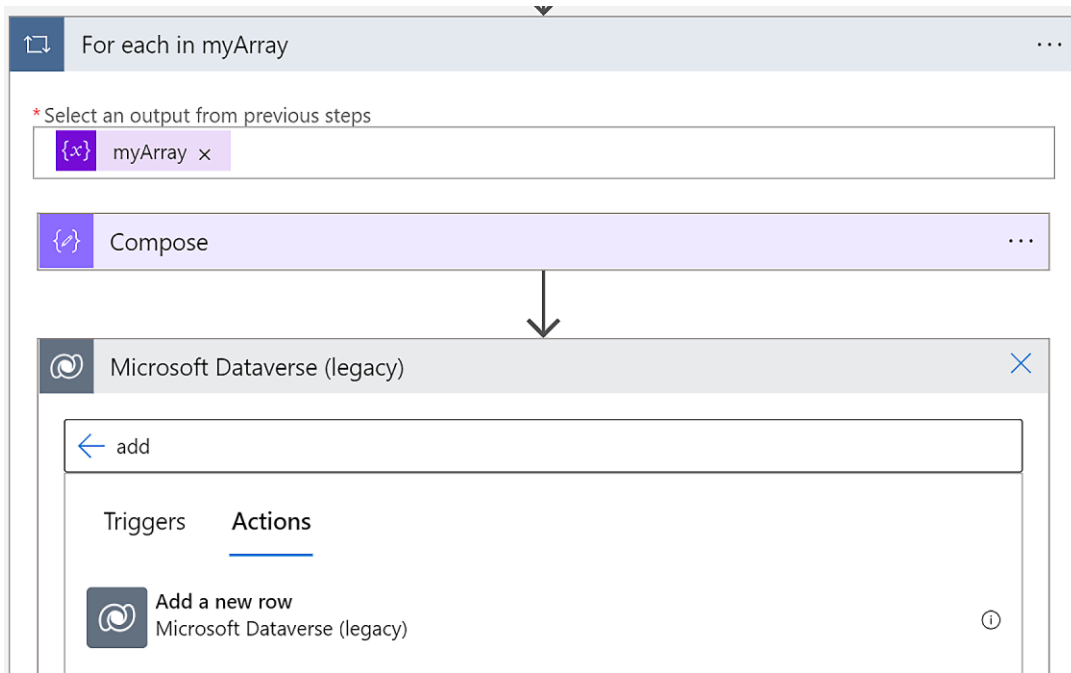 For each in myArray
...
* Select an output from previous steps
{x} myArray ×
Compose
...
Microsoft Dataverse (legacy)
add
Triggers Actions
Add a new row
Microsoft Dataverse (legacy)